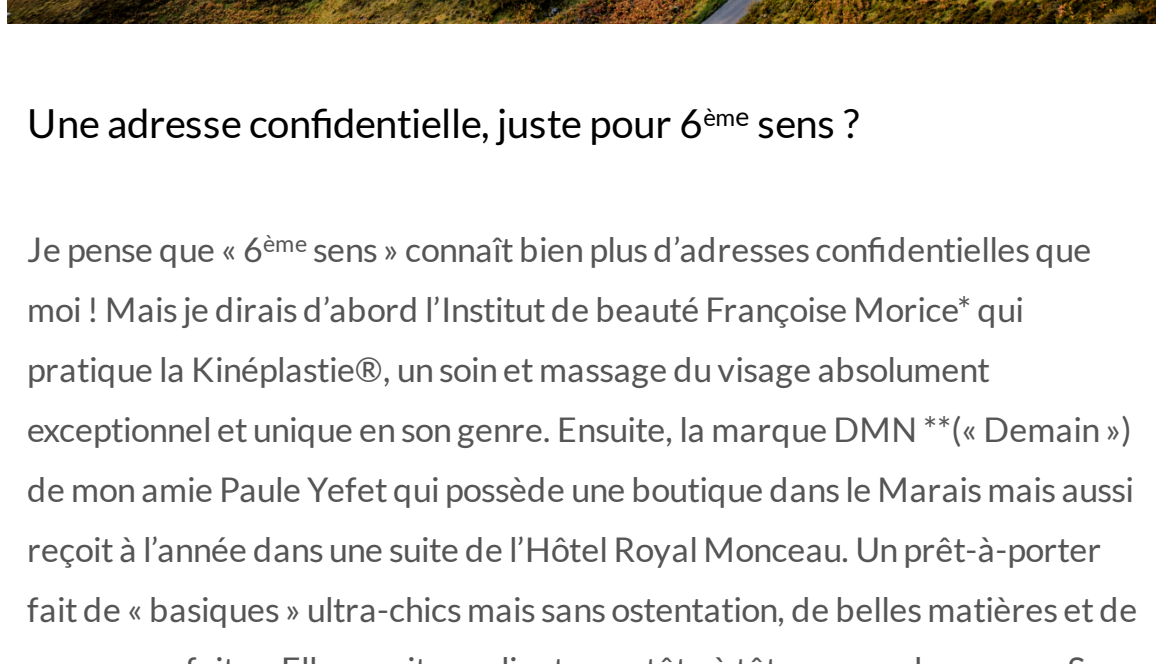 Une adresse confidentielle, juste pour 6ème sens ?
Je pense que « 6ème sens » connaît bien plus d’adresses confidentielles que
moi ! Mais je dirais d’abord l’Institut de beauté Françoise Morice* qui
pratique la Kinéplastie®, un soin et massage du visage absolument
exceptionnel et unique en son genre. Ensuite, la marque DMN **(« Demain »)
de mon amie Paule Yefet qui possède une boutique dans le Marais mais aussi
reçoit à l’année dans une suite de l’Hôtel Royal Monceau. Un prêt-à-porter
fait de « basiques » ultra-chics mais sans ostentation, de belles matières et de